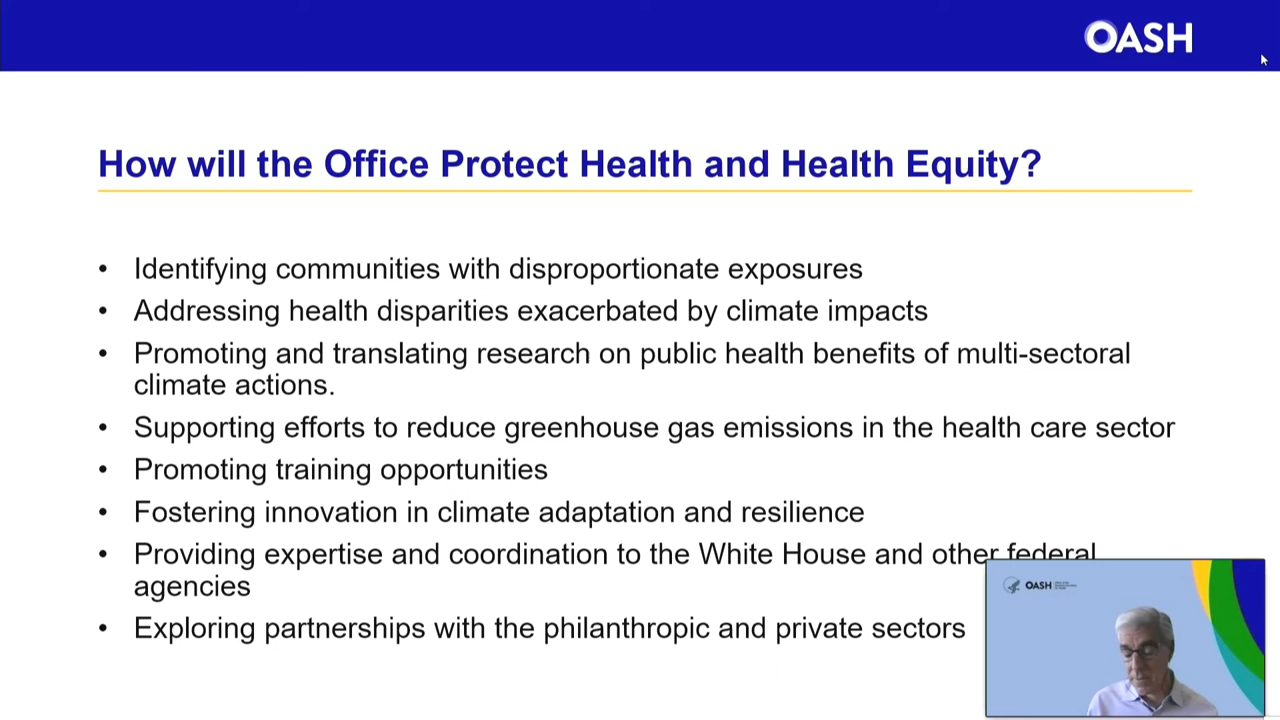 OASH
How will the Office Protect Health and Health Equity?
• Identifying communities with disproportionate exposures
• Addressing health disparities exacerbated by climate impacts
• Promoting and translating research on public health benefits of multi-sectoral
climate actions.
• Supporting efforts to reduce greenhouse gas emissions in the health care sector
• Promoting training opportunities
• Fostering innovation in climate adaptation and resilience
• Providing expertise and coordination to the White House and other federal
agencies
• Exploring partnerships with the philanthropic and private sectors
OASH